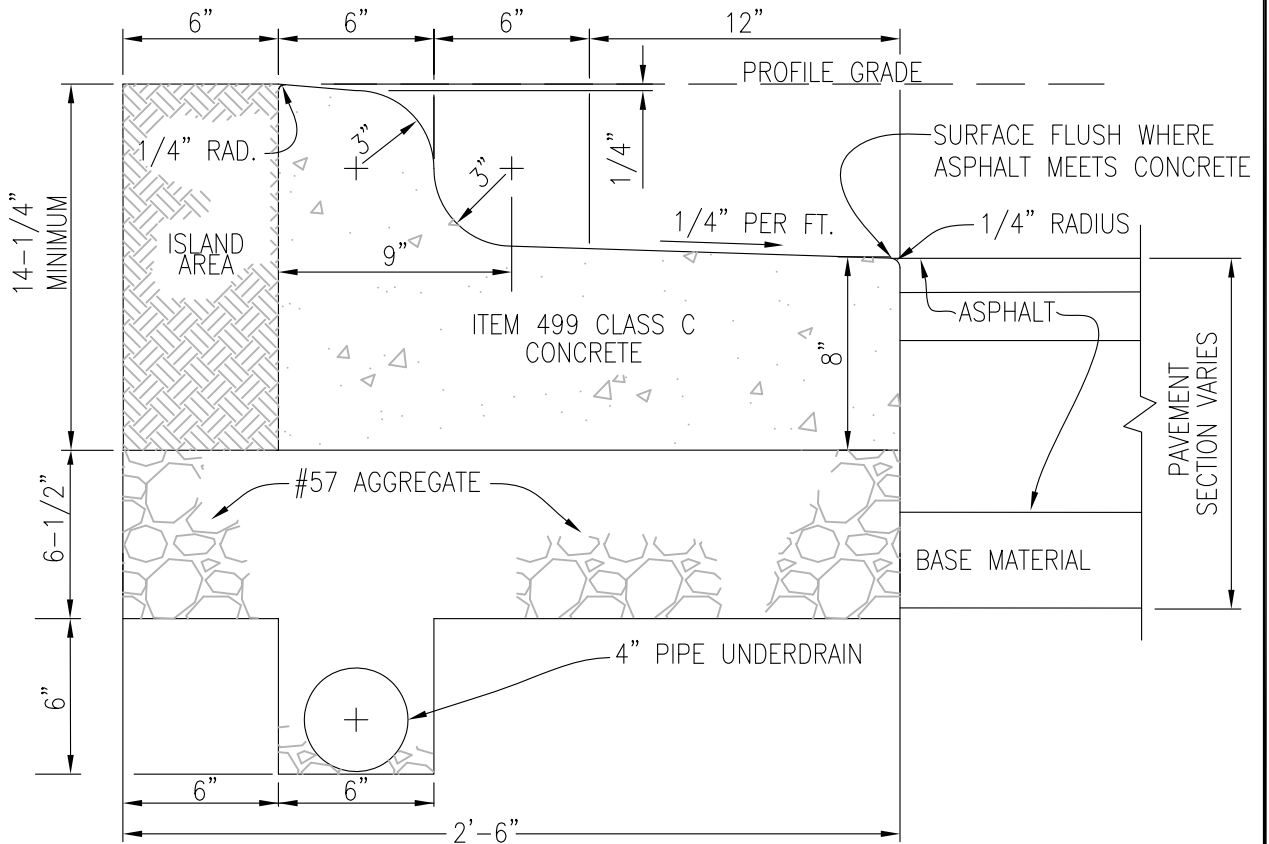 6"
6"
6"
12"
PROFILE GRADE
1/4" RAD.
3"
3"
1/4"
SURFACE FLUSH WHERE
ASPHALT MEETS CONCRETE
14-1/4"
MINIMUM
ISLAND
AREA
9"
1/4" PER FT.
1/4" RADIUS
ITEM 499 CLASS C
CONCRETE
8"
ASPHALT
PAVEMENT
SECTION VARIES
6-1/2"
#57 AGGREGATE
BASE MATERIAL
6"
4" PIPE UNDERDRAIN
6"
6"
2'-6"